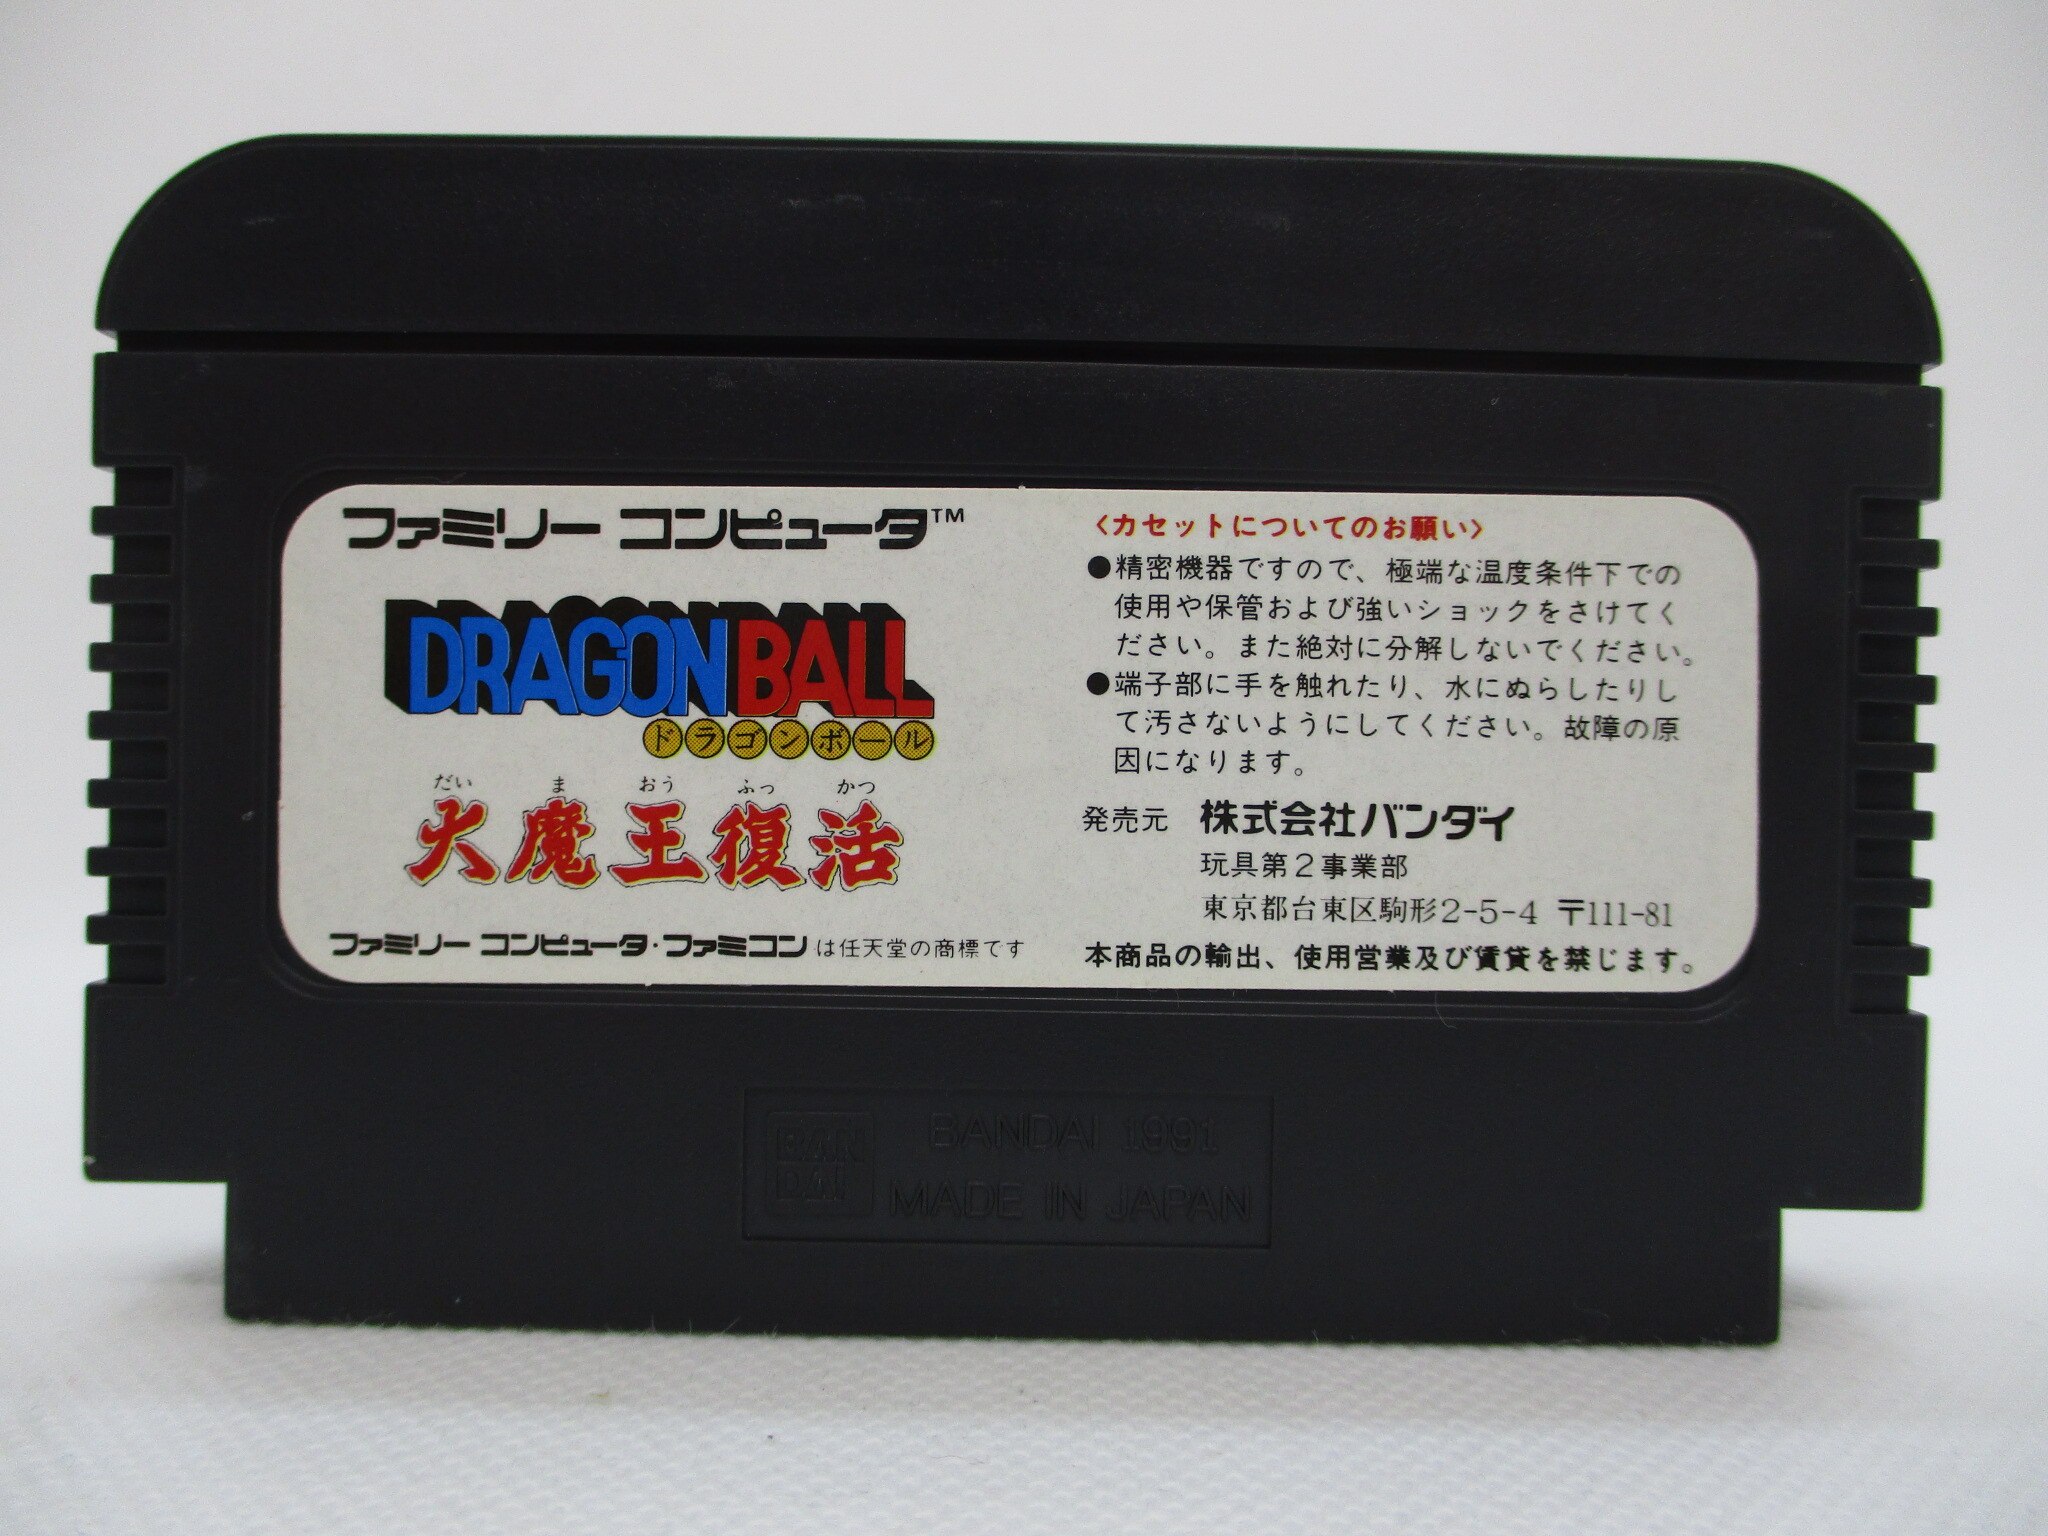 ファミリー コンピュータ™
DRAGON BALL
ドラゴンボール
だい ま おう ふっ かつ
大魔王復活
ファミリー コンピュータ・ファミコンは任天堂の商標です
〈カセットについてのお願い〉
●精密機器ですので、極端な温度条件下での
使用や保管および強いショックをさけてく
ださい。また絶対に分解しないでください。
●端子部に手を触れたり、水にぬらしたりし
て汚さないようにしてください。故障の原
因になります。
発売元 株式会社バンダイ
玩具第2事業部
東京都台東区駒形2-5-4 〒111-81
本商品の輸出、使用営業及び賃貸を禁じます。
BAN
DAI
BANDAI 1991
MADE IN JAPAN